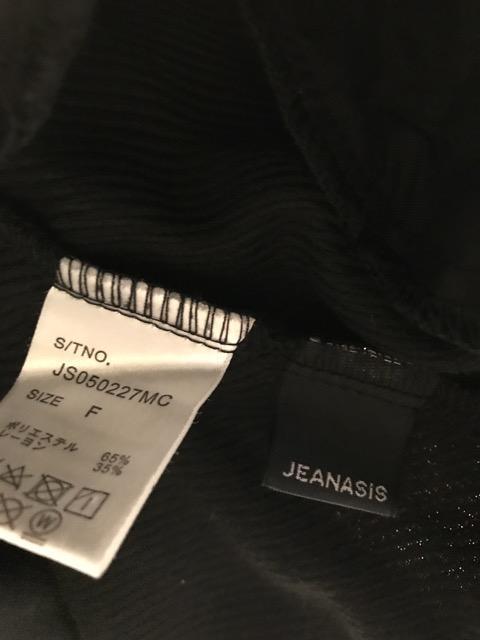 S/TNO.
JS050227MC
SIZE F
ポリエステル 65%
レーヨン 35%
W
JEANASIS